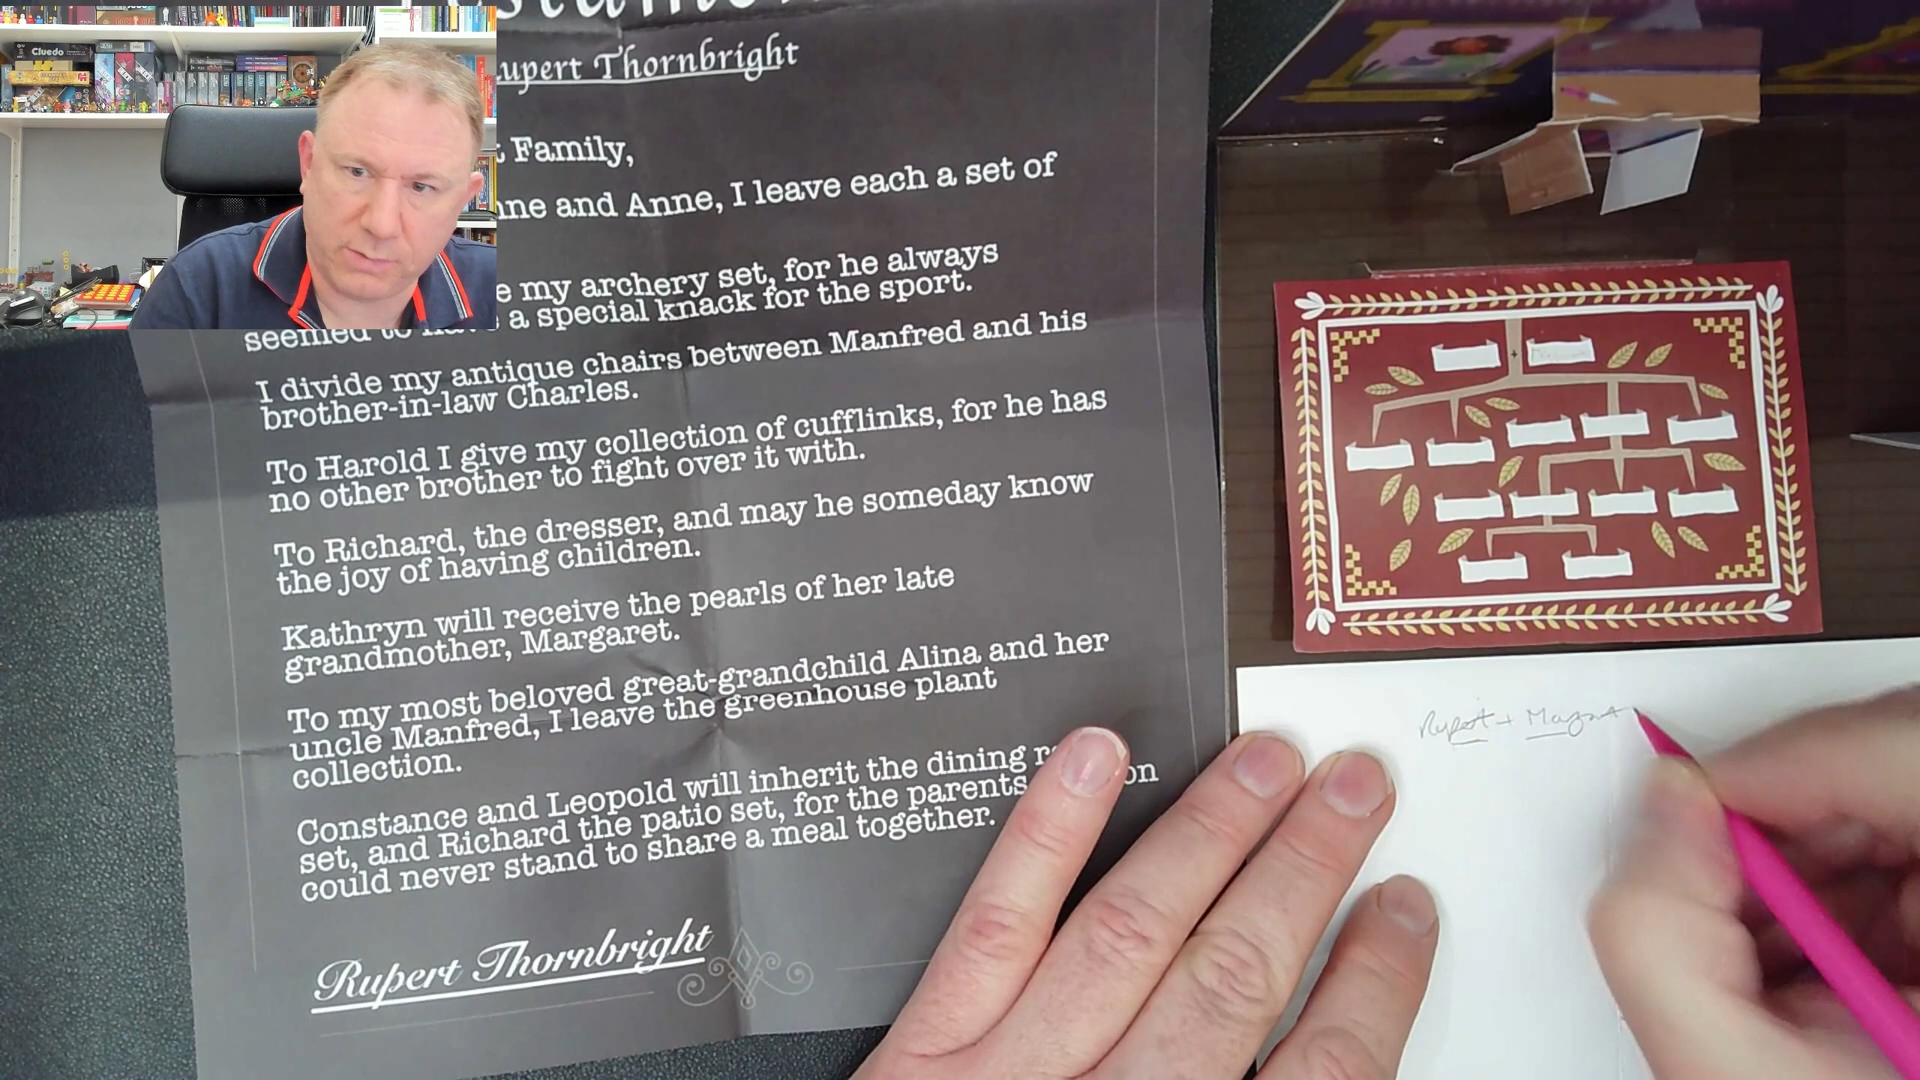 Cluedo
upert Thornbright
Family,
nne and Anne, I leave each a set of
e my archery set, for he always
seemed to have a special knack for the sport.
I divide my antique chairs between Manfred and his
brother-in-law Charles.
To Harold I give my collection of cufflinks, for he has
no other brother to fight over it with.
To Richard, the dresser, and may he someday know
the joy of having children.
Kathryn will receive the pearls of her late
grandmother, Margaret.
To my most beloved great-grandchild Alina and her
uncle Manfred, I leave the greenhouse plant
collection.
Constance and Leopold will inherit the dining
set, and Richard the patio set, for the parents
on
could never stand to share a meal together.
Rupert Thornbright
Rupert +